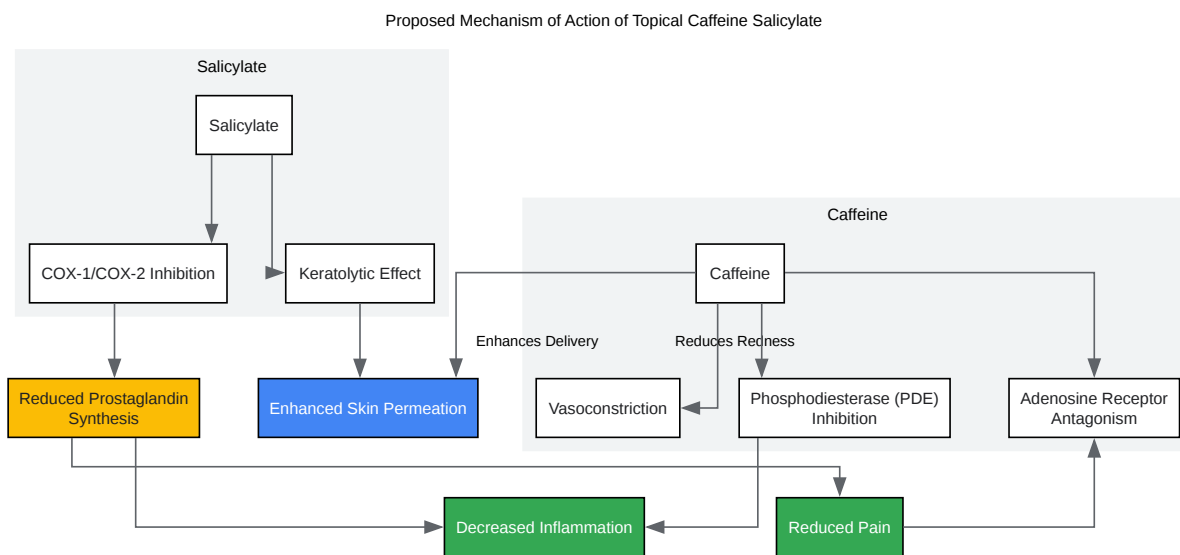 Proposed Mechanism of Action of Topical Caffeine Salicylate
Salicylate
Salicylate
COX-1/COX-2 Inhibition
Keratolytic Effect
Caffeine
Caffeine
Enhances Delivery
Reduces Redness
Reduced Prostaglandin
Synthesis
Enhanced Skin Permeation
Vasoconstriction
Phosphodiesterase (PDE)
Inhibition
Adenosine Receptor
Antagonism
Decreased Inflammation
Reduced Pain